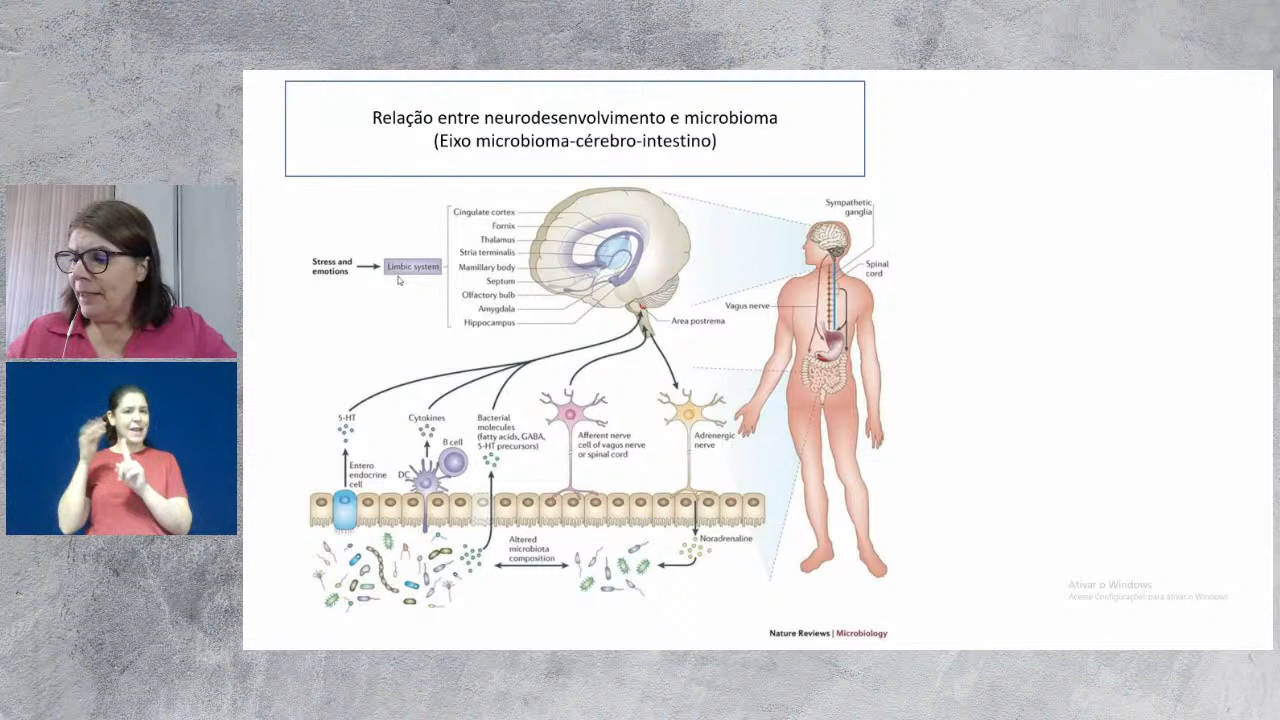 Relação entre neurodesenvolvimento e microbioma
(Eixo microbioma-cérebro-intestino)
Stress and
emotions
Limbic system
Cingulate cortex
Fornix
Thalamus
Stria terminalis
Mamillary body
Septum
Olfactory bulb
Amygdala
Hippocampus
Area postrema
Sympathetic
ganglia
Spinal
cord
Vagus nerve
5-HT
Cytokines
Bacterial
molecules
(fatty acids, GABA,
5-HT precursors)
Afferent nerve
cell of vagus nerve
or spinal cord
Adrenergic
nerve
Entero
endocrine
cell
DC
B cell
Altered
microbiota
composition
Noradrenaline
Ativar o Windows
Acesse Configurações para ativar o Windows
Nature Reviews | Microbiology